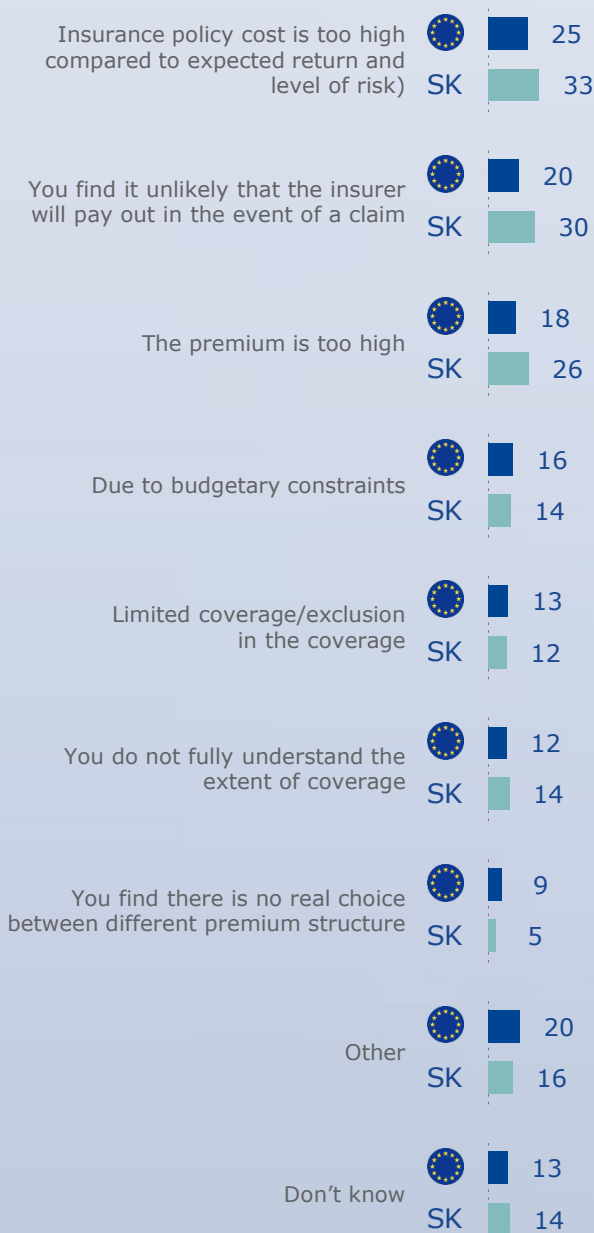 Insurance policy cost is too high
compared to expected return and
level of risk)
25
SK 33
You find it unlikely that the insurer
will pay out in the event of a claim
20
SK 30
The premium is too high
18
SK 26
Due to budgetary constraints
16
SK 14
Limited coverage/exclusion
in the coverage
13
SK 12
You do not fully understand the
extent of coverage
12
SK 14
You find there is no real choice
between different premium structure
9
SK 5
Other
20
SK 16
Don't know
13
SK 14